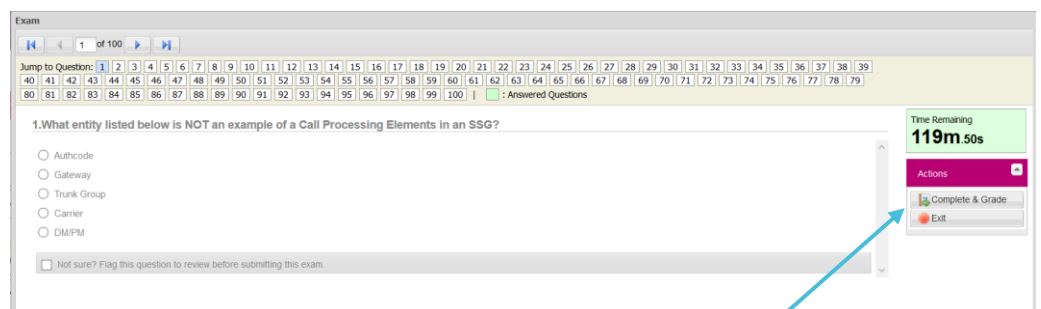 Exam
1 of 100
Jump to Question: 1 2 3 4 5 6 7 8 9 10 11 12 13 14 15 16 17 18 19 20 21 22 23 24 25 26 27 28 29 30 31 32 33 34 35 36 37 38 39
40 41 42 43 44 45 46 47 48 49 50 51 52 53 54 55 56 57 58 59 60 61 62 63 64 65 66 67 68 69 70 71 72 73 74 75 76 77 78 79
80 81 82 83 84 85 86 87 88 89 90 91 92 93 94 95 96 97 98 99 100 | : Answered Questions
1.What entity listed below is NOT an example of a Call Processing Elements in an SSG?
Authcode
Gateway
Trunk Group
Carrier
DM/PM
Not sure? Flag this question to review before submitting this exam.
Time Remaining
119m.50s
Actions
Complete & Grade
Exit